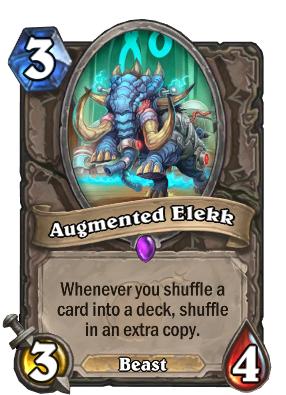 3
Augmented Elekk
Whenever you shuffle a
card into a deck, shuffle
in an extra copy.
3
Beast
4